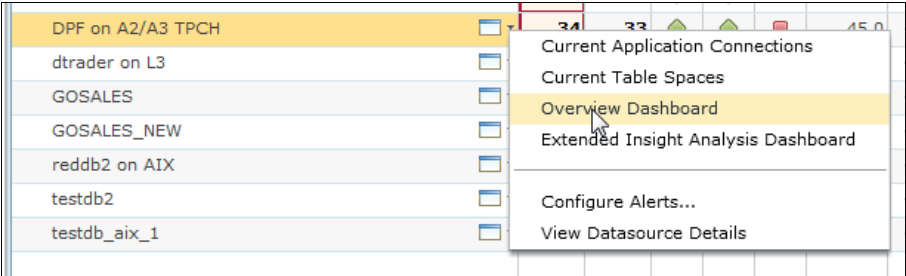 DPF on A2/A3 TPCH 34 33 45.0
dtrader on L3
GOSALES
GOSALES_NEW
reddb2 on AIX
testdb2
testdb_aix_1
Current Application Connections
Current Table Spaces
Overview Dashboard
Extended Insight Analysis Dashboard
Configure Alerts...
View Datasource Details